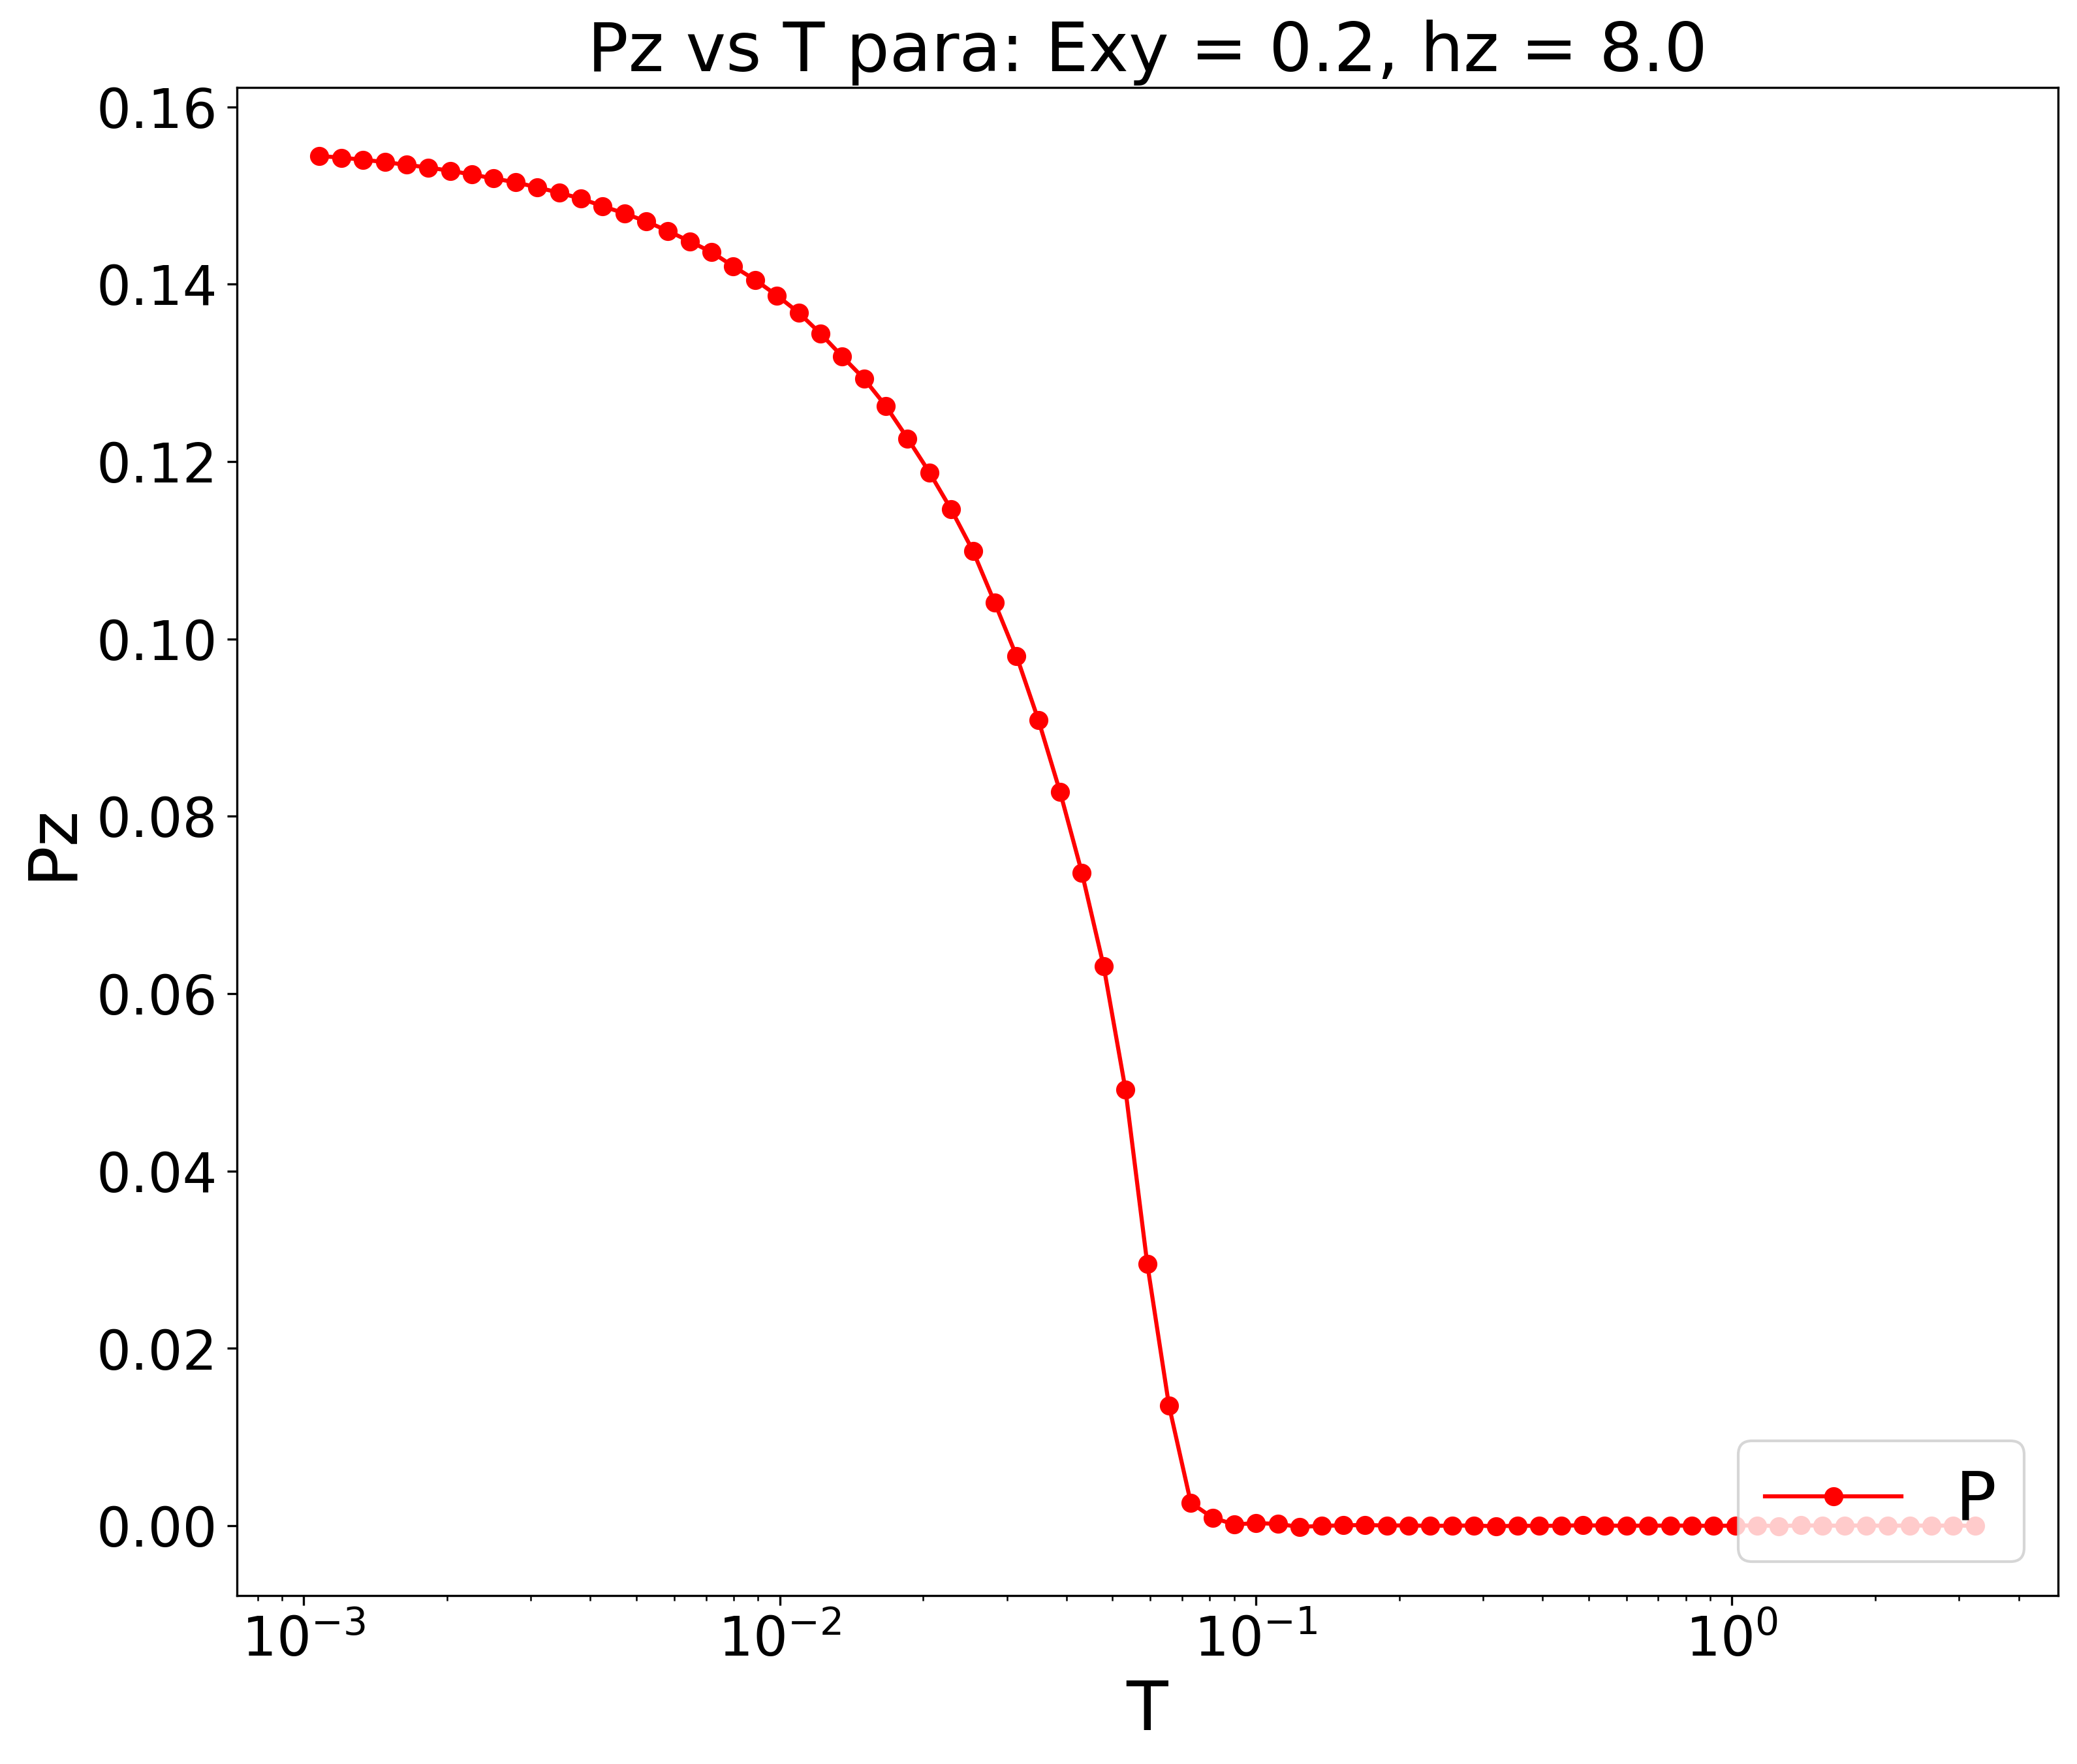 Pz vs T para: Exy = 0.2, hz = 8.0
0.16
0.14
0.12
0.10
0.08
0.06
0.04
0.02
0.00
Pz
P
10⁻³ 10⁻² 10⁻¹ 10⁰
T